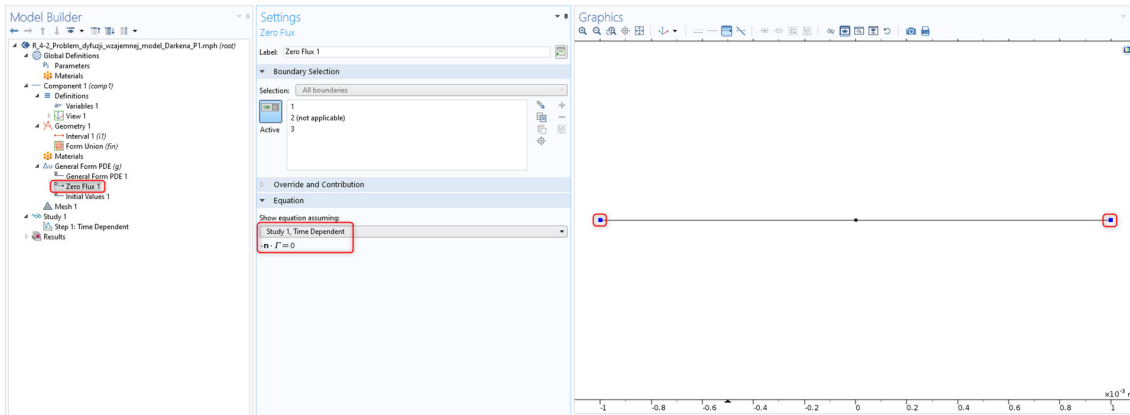 Model Builder
R_4-2_Problem_dyfuzji_wzajemnej_model_Darkena_P1.mph (root)
Global Definitions
Pi Parameters
Materials
Component 1 (comp1)
Definitions
a= Variables 1
View 1
Geometry 1
Interval 1 (i1)
Form Union (fin)
Materials
Δu General Form PDE (g)
General Form PDE 1
Zero Flux 1
Initial Values 1
Mesh 1
Study 1
Step 1: Time Dependent
Results
Settings
Zero Flux
Label: Zero Flux 1
Boundary Selection
Selection: All boundaries
Active
1
2 (not applicable)
3
Override and Contribution
Equation
Show equation assuming:
Study 1, Time Dependent
-n · Γ = 0
Graphics
×10⁻³
-1 -0.8 -0.6 -0.4 -0.2 0 0.2 0.4 0.6 0.8 1